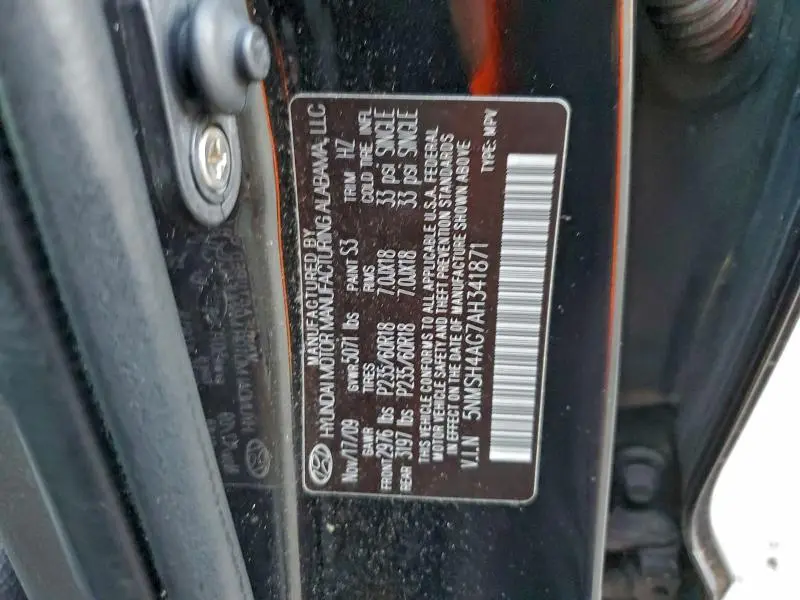 MANUFACTURED BY
HYUNDAI MOTOR MANUFACTURING ALABAMA, LLC
Nov/17/09 GVWR 5071 lbs PAINT S3 TRIM HZ
GAWR TIRES RIMS COLD TIRE INFL
FRONT 2976 lbs P235/60R18 7.0JX18 33 psi SINGLE
REAR 3197 lbs P235/60R18 7.0JX18 33 psi SINGLE
THIS VEHICLE CONFORMS TO ALL APPLICABLE U.S.A. FEDERAL
MOTOR VEHICLE SAFETY AND THEFT PREVENTION STANDARDS
IN EFFECT ON THE DATE OF MANUFACTURE SHOWN ABOVE
V.I.N 5NMSH4AG7AH341871 TYPE: MPV